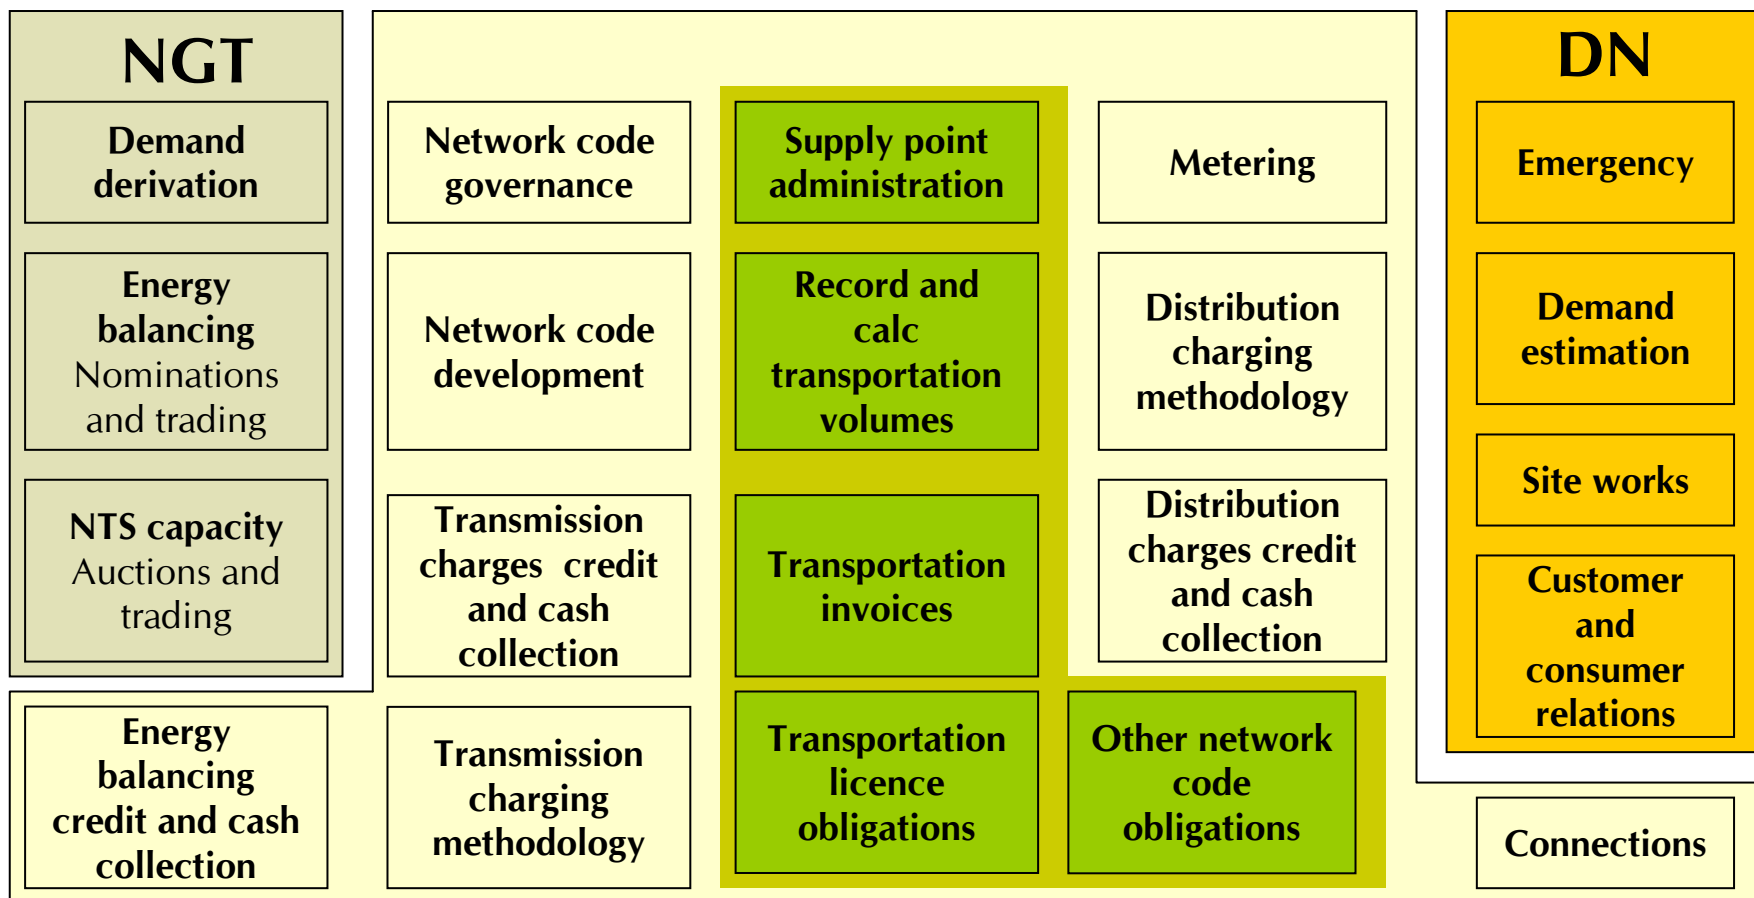 NGT
Demand
derivation
Energy
balancing
Nominations
and trading
NTS capacity
Auctions and
trading
Energy
balancing
credit and cash
collection
Network code
governance
Network code
development
Transmission
charges credit
and cash
collection
Transmission
charging
methodology
Supply point
administration
Record and
calc
transportation
volumes
Transportation
invoices
Transportation
licence
obligations
Metering
Distribution
charging
methodology
Distribution
charges credit
and cash
collection
Other network
code
obligations
DN
Emergency
Demand
estimation
Site works
Customer
and
consumer
relations
Connections